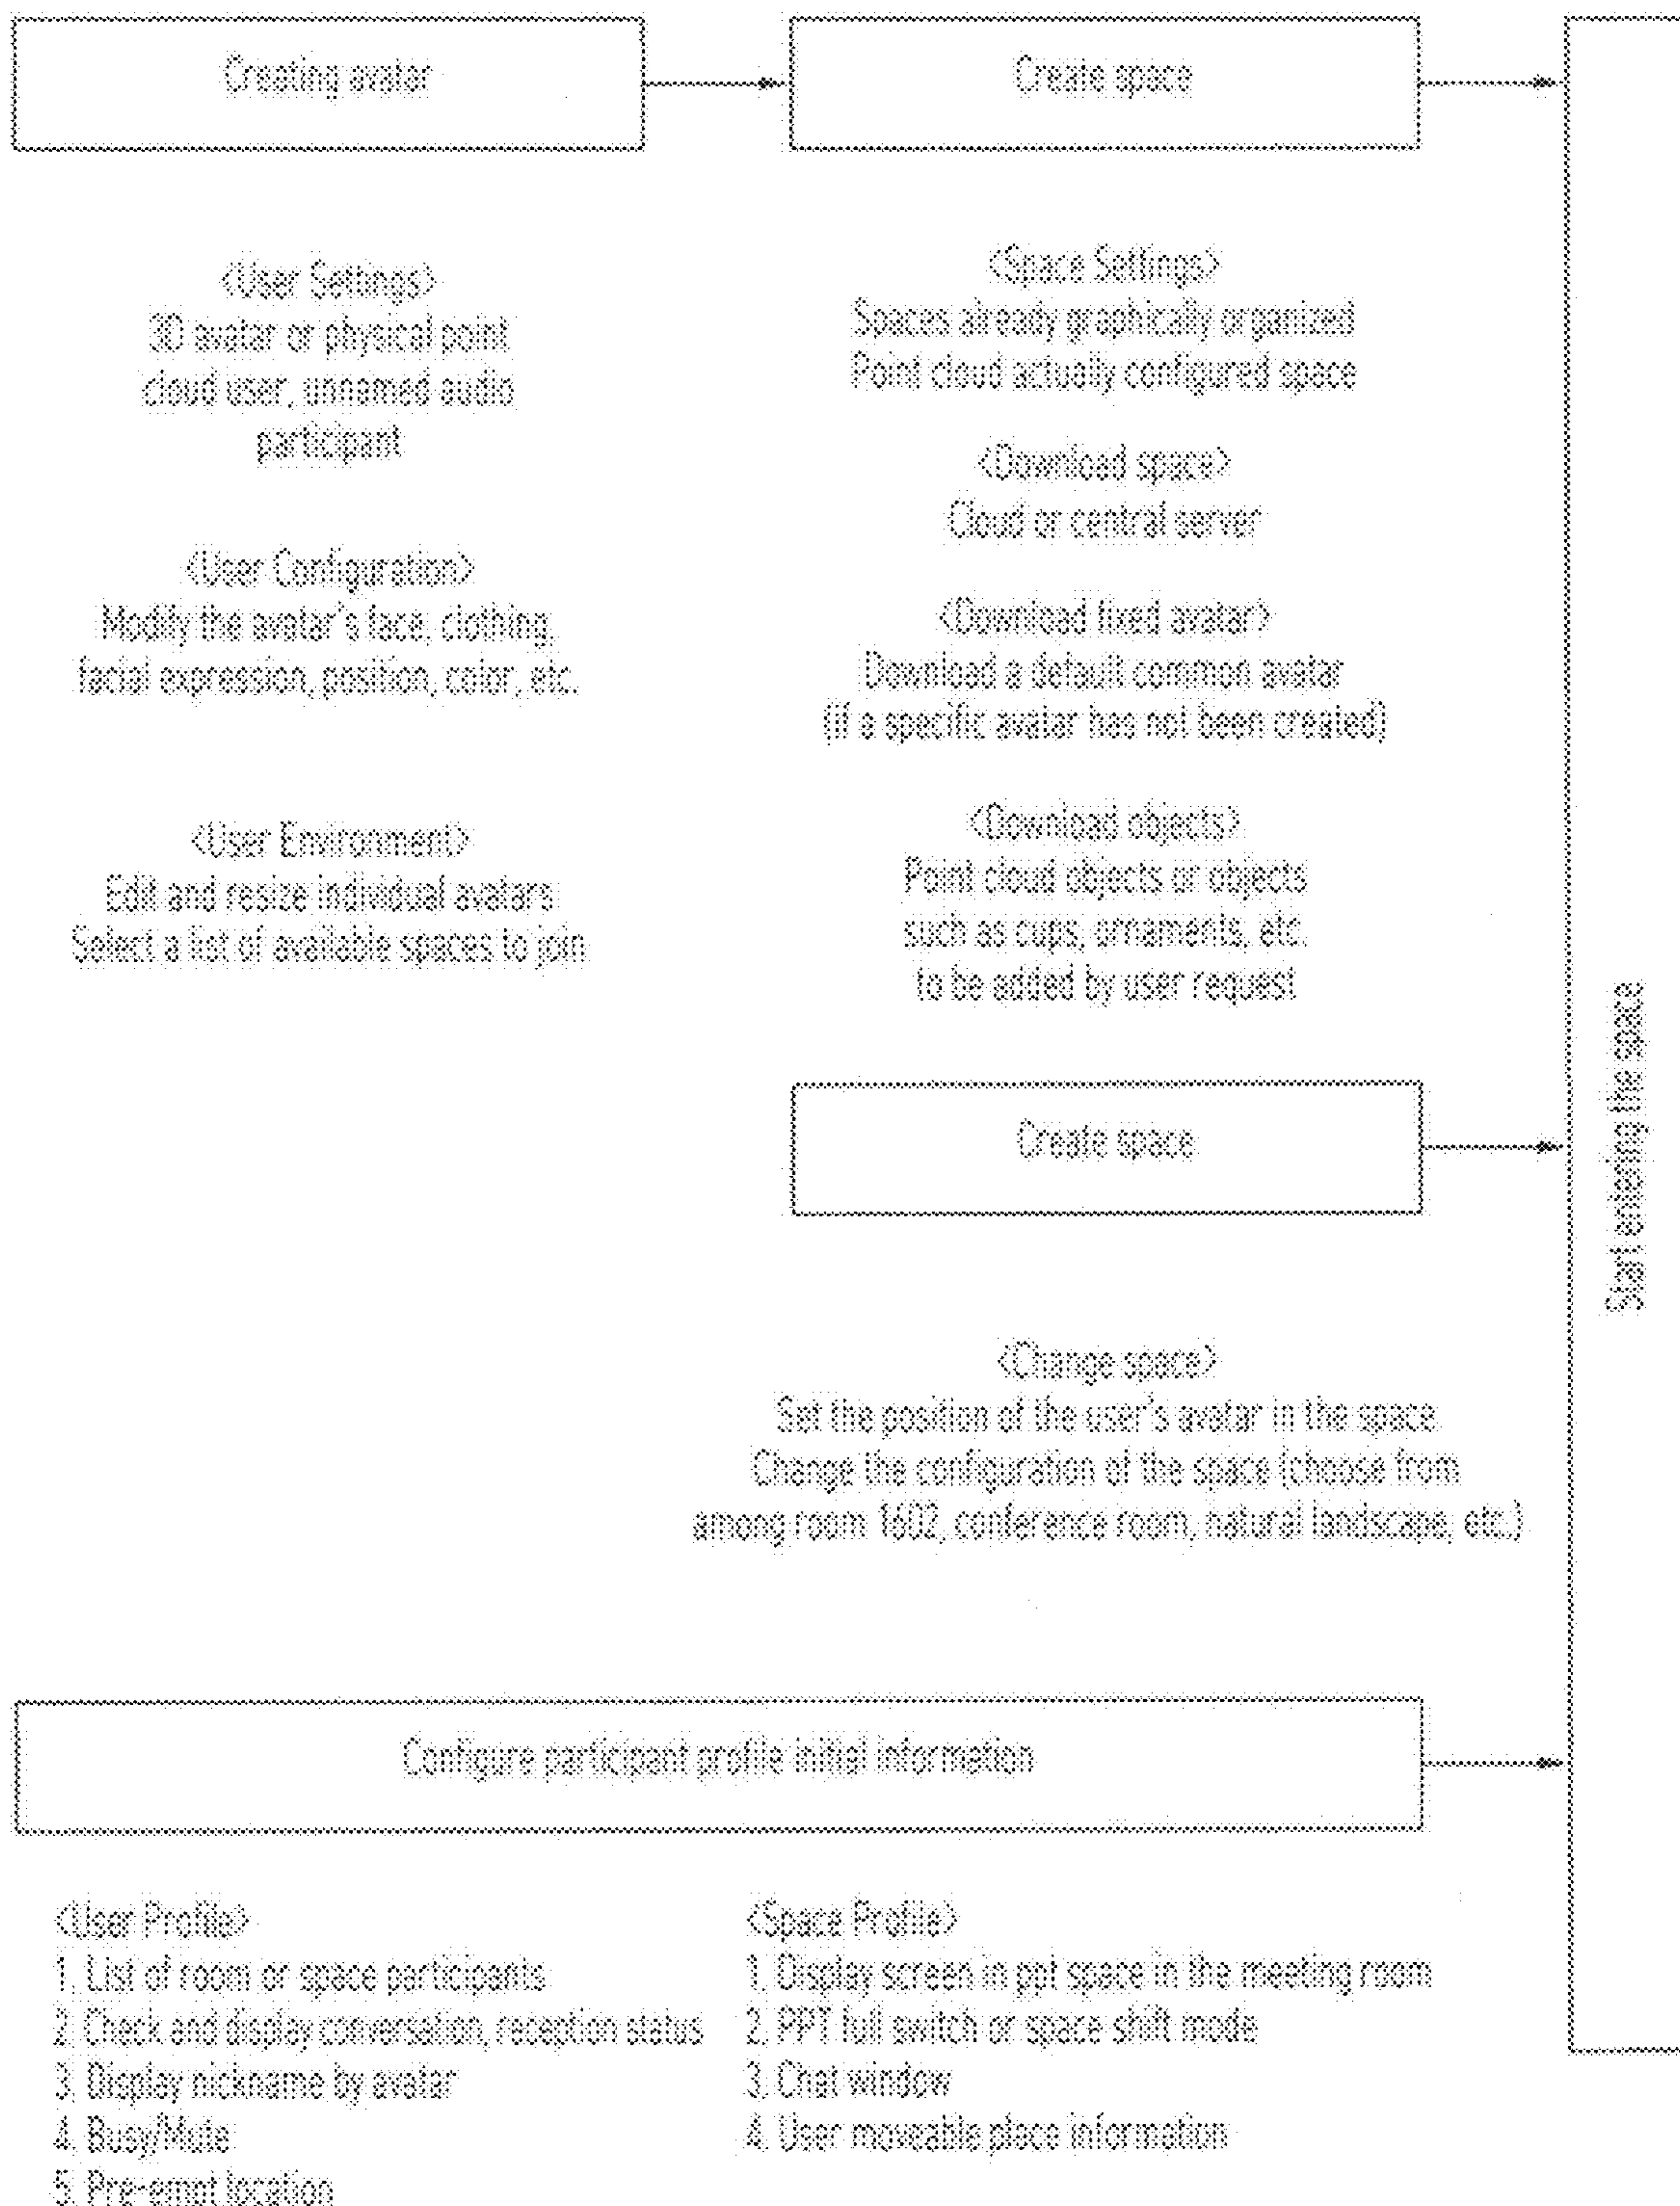 Creating avatar
Create space
<User Settings>
3D avatar or physical point
cloud user, unnamed audio
participant
<User Configuration>
Modify the avatar's face, clothing,
facial expression, position, color, etc.
<User Environment>
Edit and resize individual avatars
Select a list of available spaces to join
<Space Settings>
Spaces already graphically organized
Point cloud actually configured space
<Download space>
Cloud or central server
<Download fixed avatar>
Download a default common avatar
(if a specific avatar has not been created)
<Download objects>
Point cloud objects or objects
such as cups, ornaments, etc.
to be added by user request
Create space
<Change space>
Set the position of the user's avatar in the space
Change the configuration of the space (choose from
among room 1602, conference room, natural landscape, etc.)
Start entering the space
Configure participant profile initial information
<User Profile>
1. List of room or space participants
2. Check and display conversation, reception status
3. Display nickname by avatar
4. Busy/Mute
5. Pre-empt location
<Space Profile>
1. Display screen in ppt space in the meeting room
2. PPT full switch or space shift mode
3. Chat window
4. User moveable place information